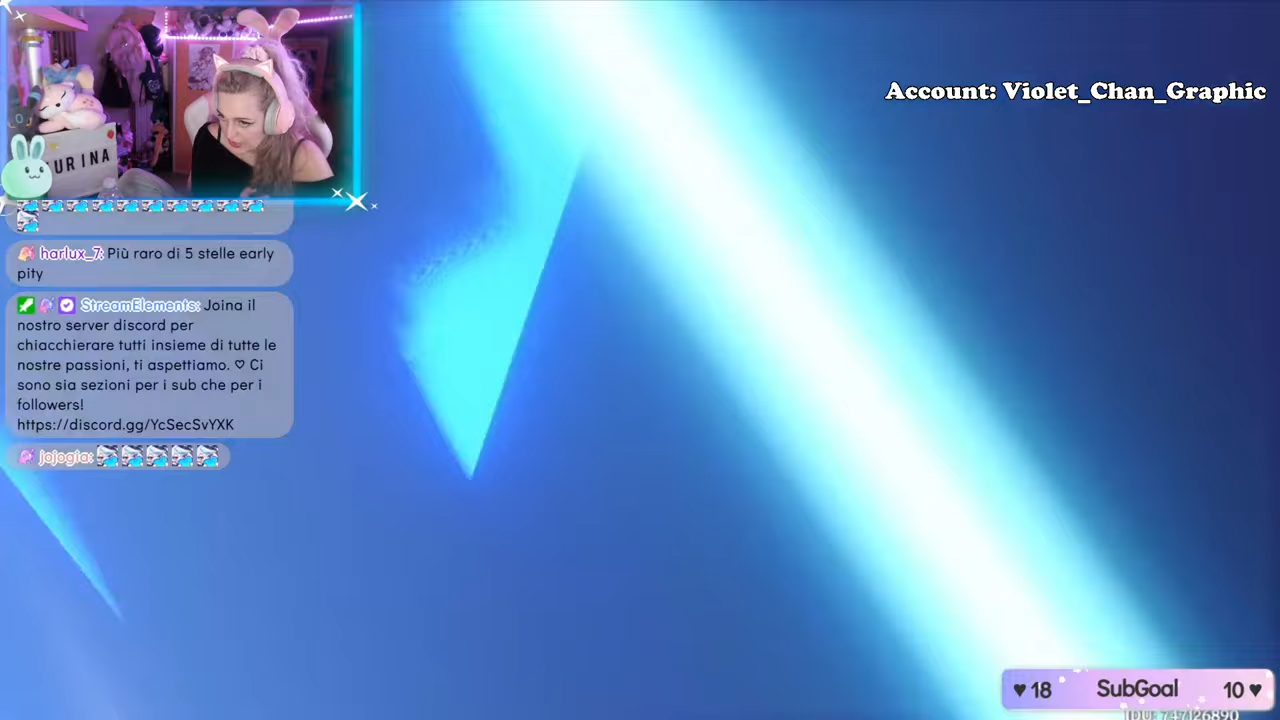 Account: Violet_Chan_Graphic
URINA
harlux_7: Più raro di 5 stelle early
pity
StreamElements: Joina il
nostro server discord per
chiacchierare tutti insieme di tutte le
nostre passioni, ti aspettiamo. ♡ Ci
sono sia sezioni per i sub che per i
followers!
https://discord.gg/YcSecSvYXK
jojogia:
♥ 18 SubGoal 10 ♥